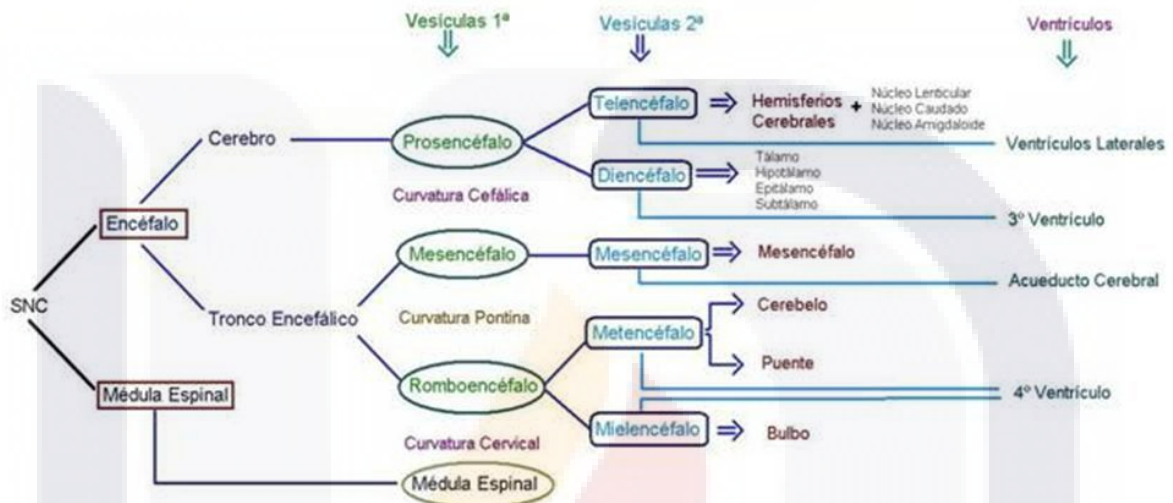 Vesículas 1ª
Vesículas 2ª
Ventrículos
Telencéfalo
Hemisferios
Cerebrales
+
Núcleo Lenticular
Núcleo Caudado
Núcleo Amigdaloide
Cerebro
Prosencéfalo
Ventrículos Laterales
Diencéfalo
Tálamo
Hipotálamo
Epitálamo
Subtálamo
Curvatura Cefálica
3º Ventrículo
Encéfalo
Mesencéfalo
Mesencéfalo
Mesencéfalo
Acueducto Cerebral
SNC
Tronco Encefálico
Curvatura Pontina
Cerebelo
Metencéfalo
Puente
Romboencéfalo
4º Ventrículo
Médula Espinal
Mielencéfalo
Bulbo
Curvatura Cervical
Médula Espinal